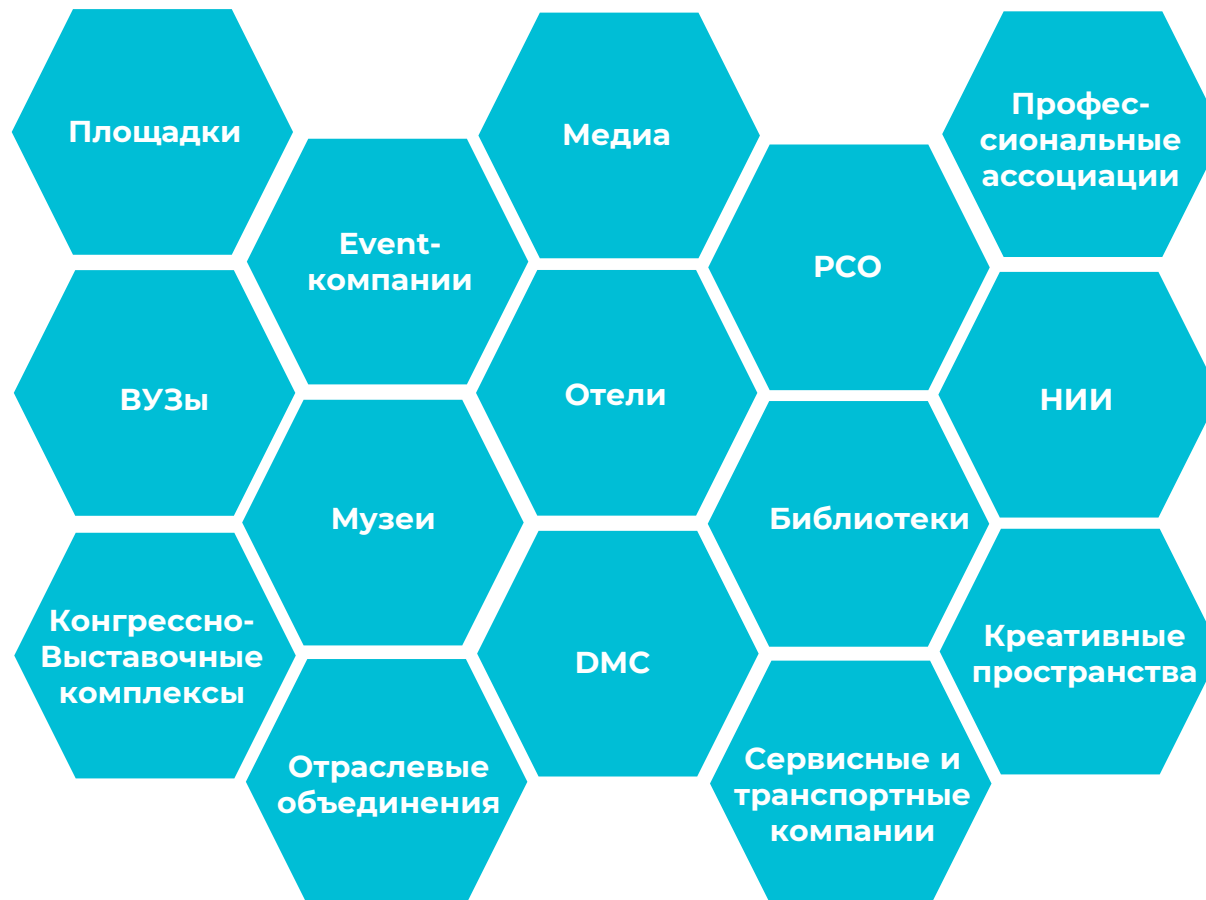 Площадки
Медиа
Профес-
сиональные
ассоциации
Event-
компании
PCO
ВУЗы
Отели
НИИ
Музеи
Библиотеки
Конгрессно-
Выставочные
комплексы
DMC
Креативные
пространства
Отраслевые
объединения
Сервисные и
транспортные
компании